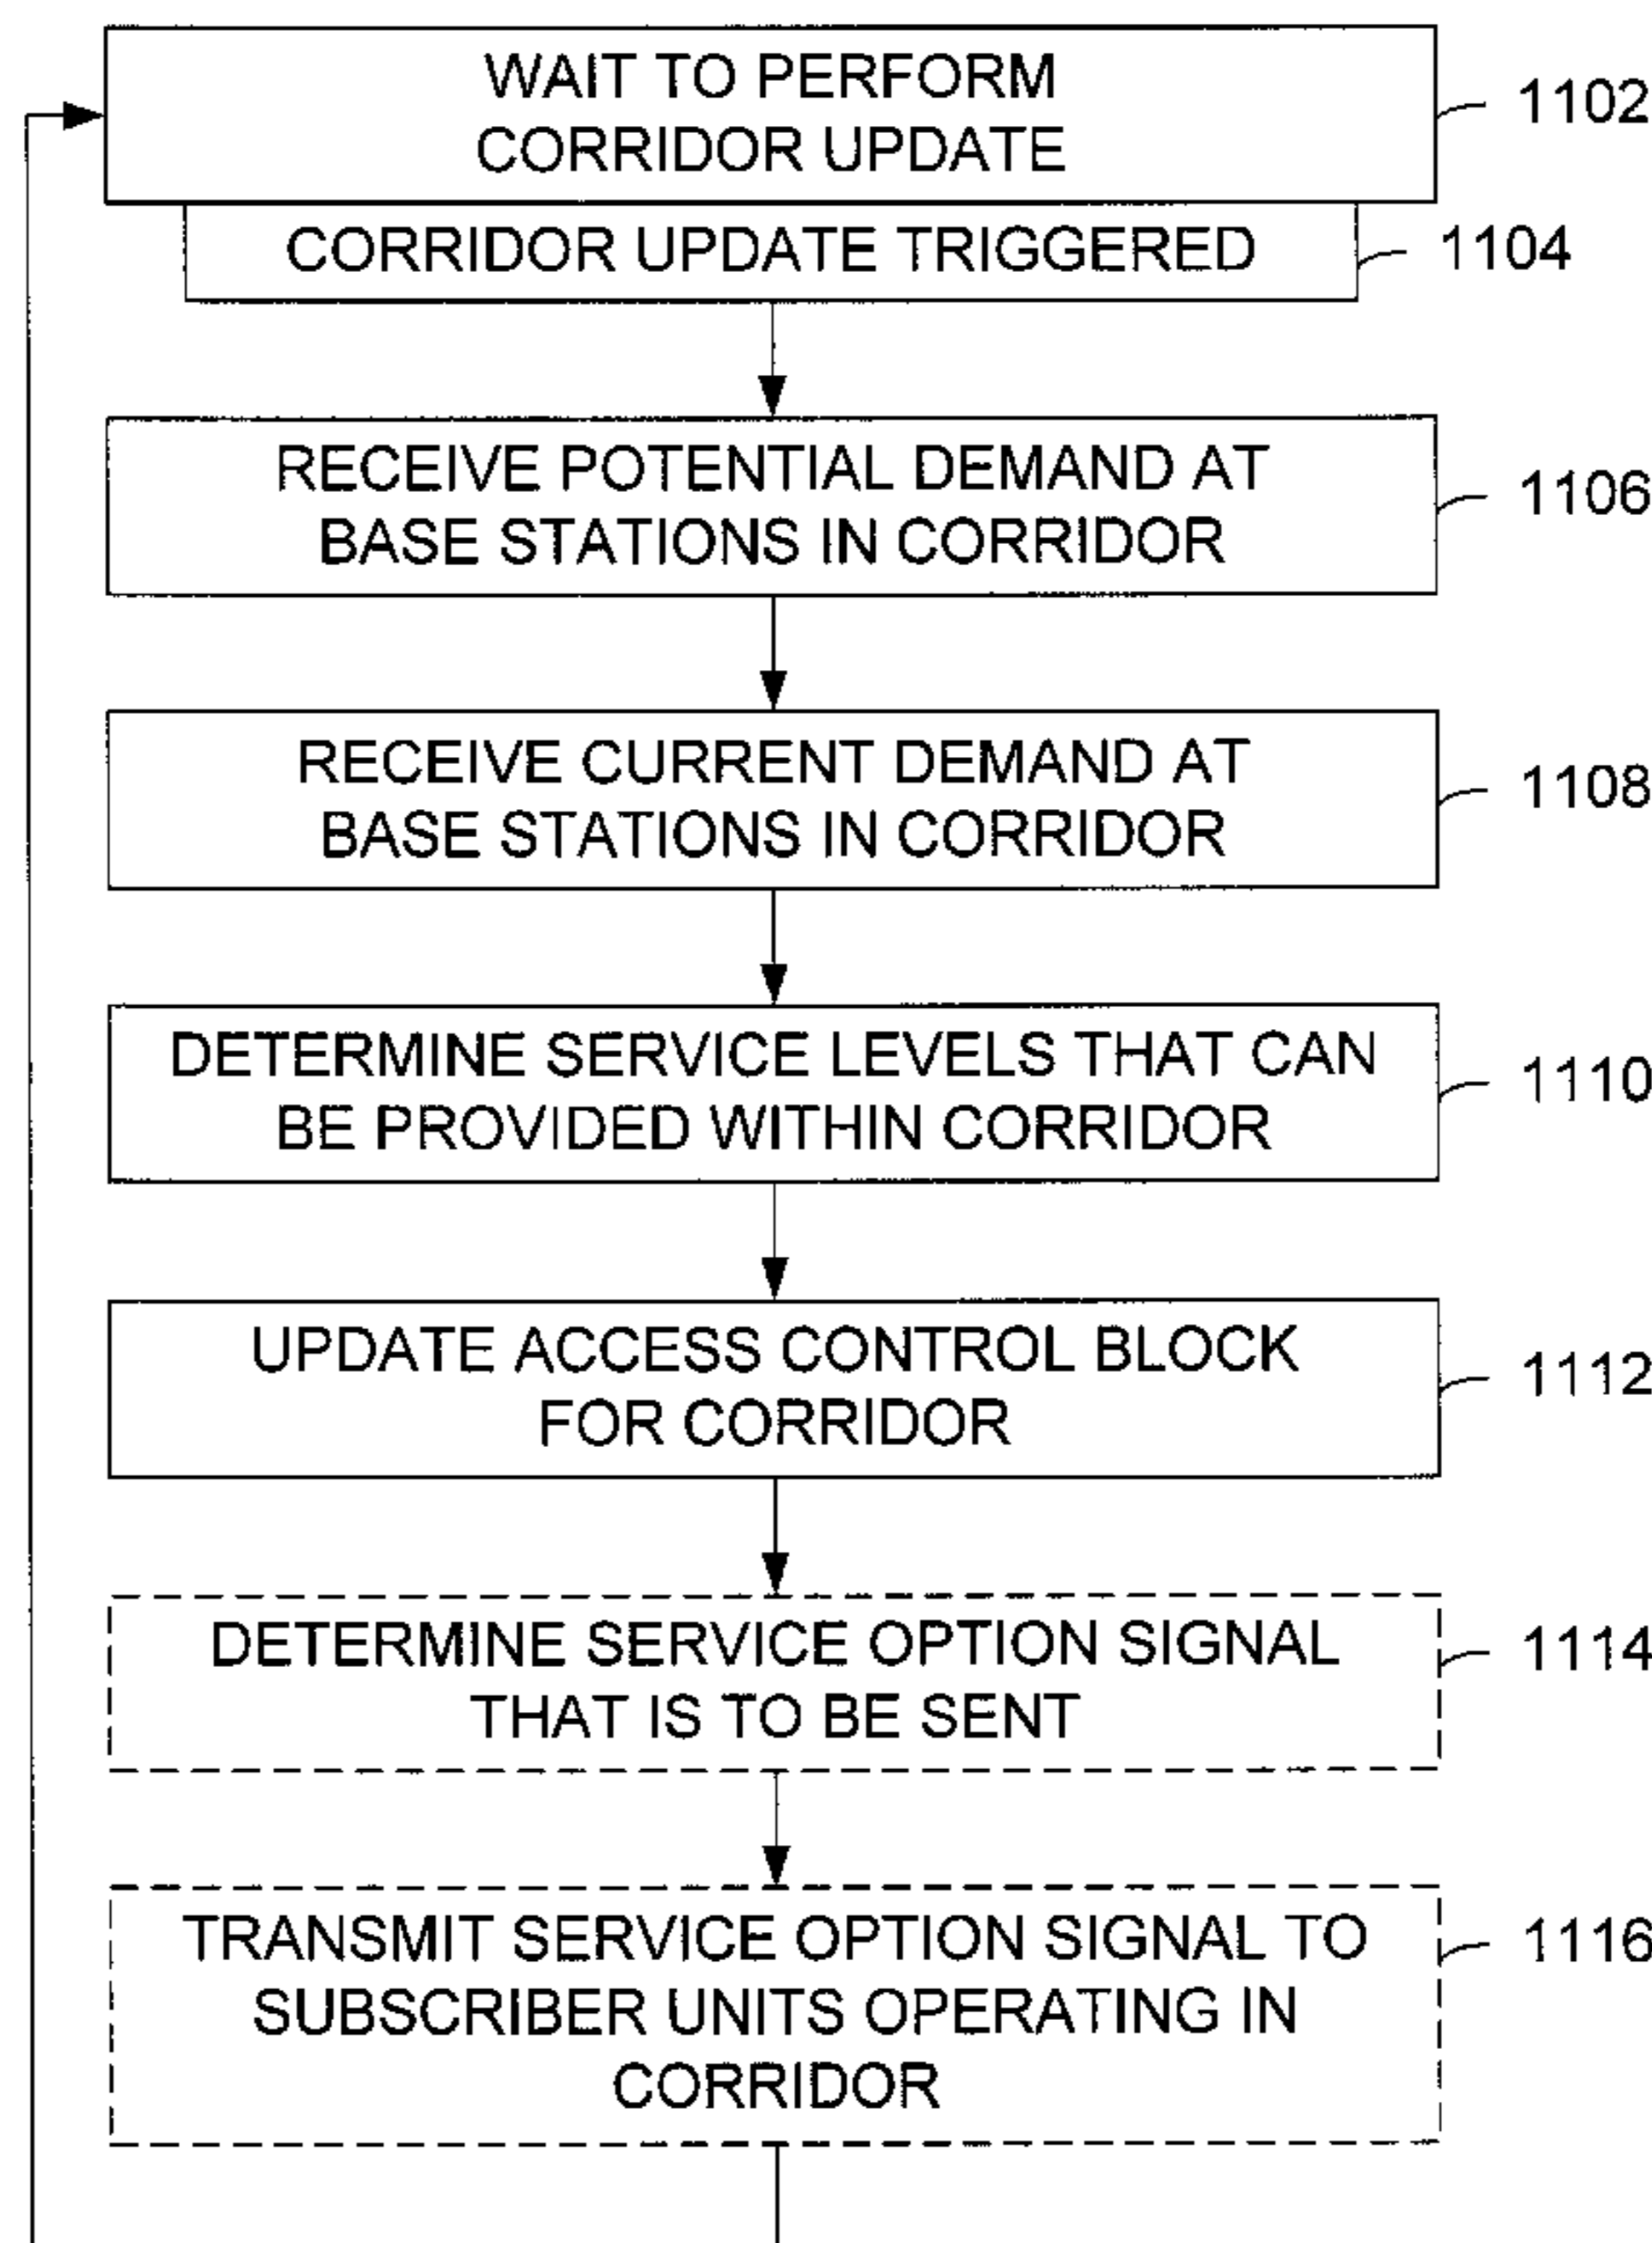 WAIT TO PERFORM
CORRIDOR UPDATE
1102
CORRIDOR UPDATE TRIGGERED
1104
RECEIVE POTENTIAL DEMAND AT
BASE STATIONS IN CORRIDOR
1106
RECEIVE CURRENT DEMAND AT
BASE STATIONS IN CORRIDOR
1108
DETERMINE SERVICE LEVELS THAT CAN
BE PROVIDED WITHIN CORRIDOR
1110
UPDATE ACCESS CONTROL BLOCK
FOR CORRIDOR
1112
DETERMINE SERVICE OPTION SIGNAL
THAT IS TO BE SENT
1114
TRANSMIT SERVICE OPTION SIGNAL TO
SUBSCRIBER UNITS OPERATING IN
CORRIDOR
1116